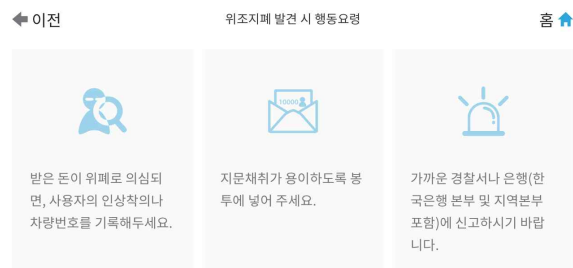 이전
위조지폐 발견 시 행동요령
홈
10000
받은 돈이 위폐로 의심되
면, 사용자의 인상착의나
차량번호를 기록해두세요.
지문채취가 용이하도록 봉
투에 넣어 주세요.
가까운 경찰서나 은행(한
국은행 본부 및 지역본부
포함)에 신고하시기 바랍
니다.